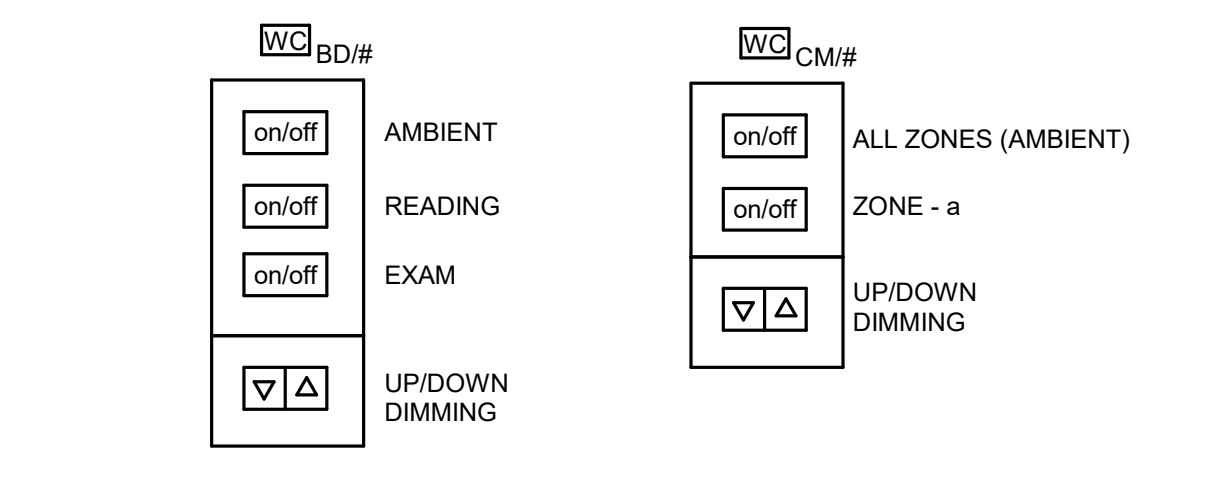 WC BD/#
on/off AMBIENT
on/off READING
on/off EXAM
UP/DOWN
DIMMING
WC CM/#
on/off ALL ZONES (AMBIENT)
on/off ZONE - a
UP/DOWN
DIMMING